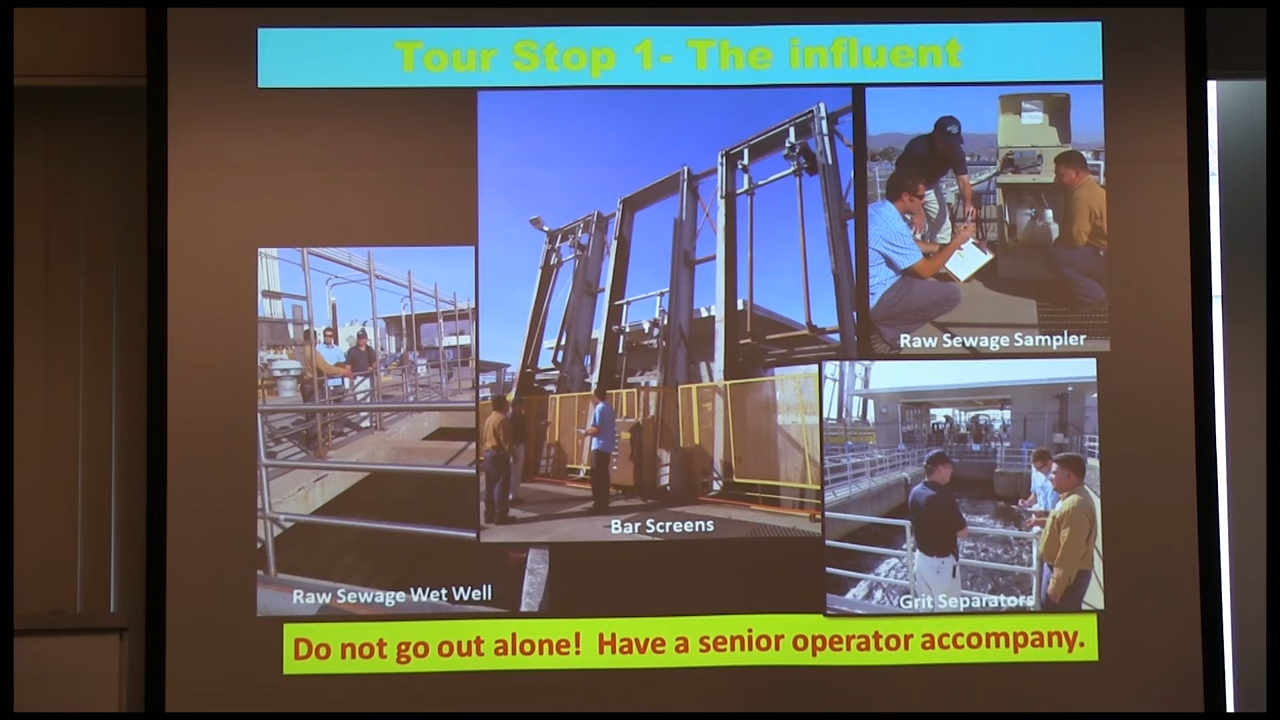 Tour Stop 1- The influent
Raw Sewage Sampler
Bar Screens
Raw Sewage Wet Well
Grit Separators
Do not go out alone! Have a senior operator accompany.